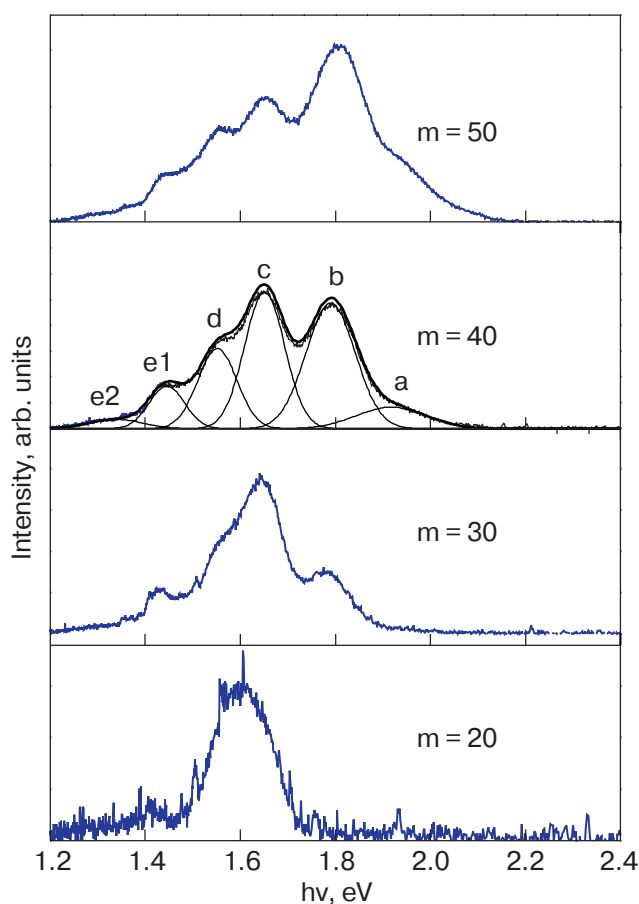 m = 50
c
b
d
m = 40
e1
a
e2
Intensity, arb. units
m = 30
m = 20
1.2 1.4 1.6 1.8 2.0 2.2 2.4
hν, eV